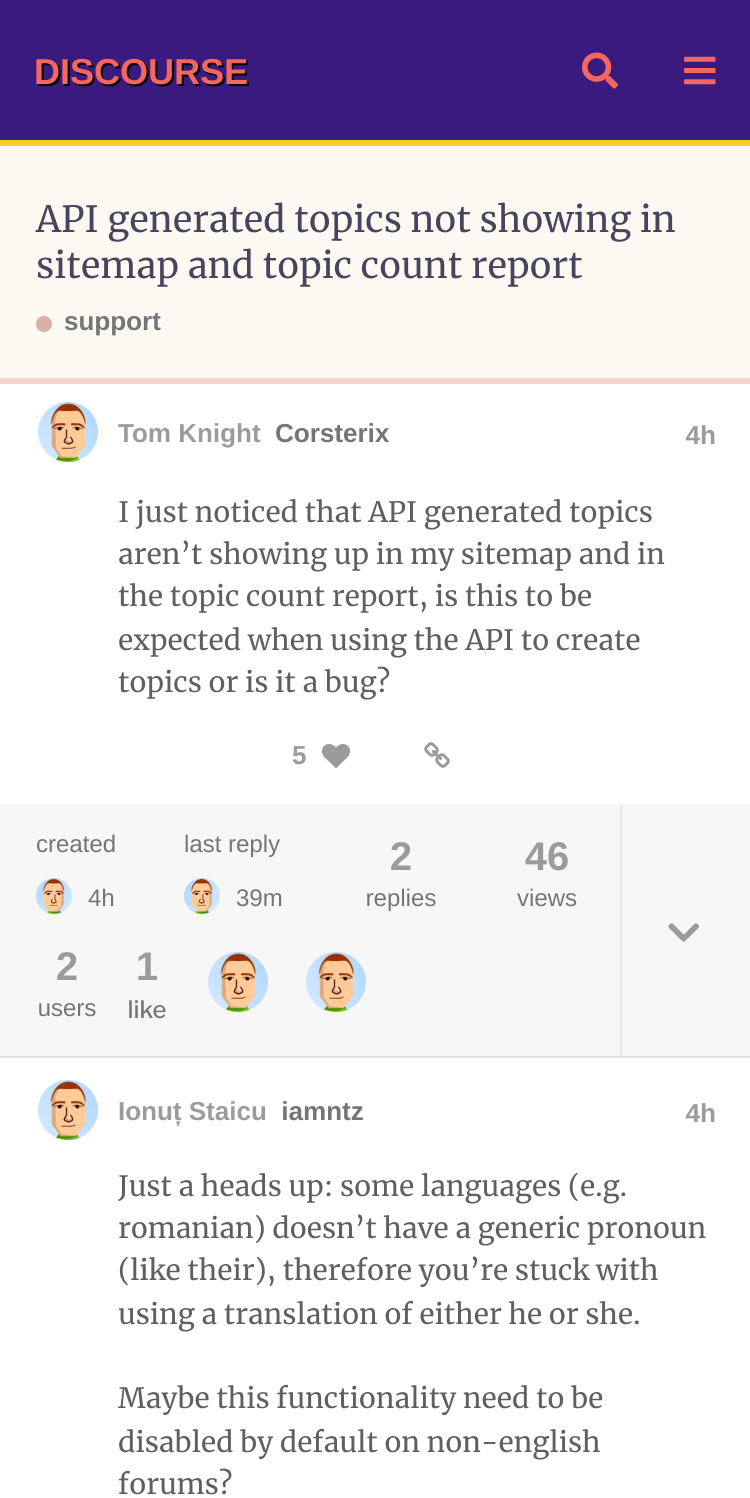 DISCOURSE
API generated topics not showing in
sitemap and topic count report
support
Tom Knight Corsterix 4h
I just noticed that API generated topics
aren’t showing up in my sitemap and in
the topic count report, is this to be
expected when using the API to create
topics or is it a bug?
5
created last reply 2 46
4h 39m replies views
2 1
users like
Ionuț Staicu iamntz 4h
Just a heads up: some languages (e.g.
romanian) doesn’t have a generic pronoun
(like their), therefore you’re stuck with
using a translation of either he or she.
Maybe this functionality need to be
disabled by default on non-english
forums?